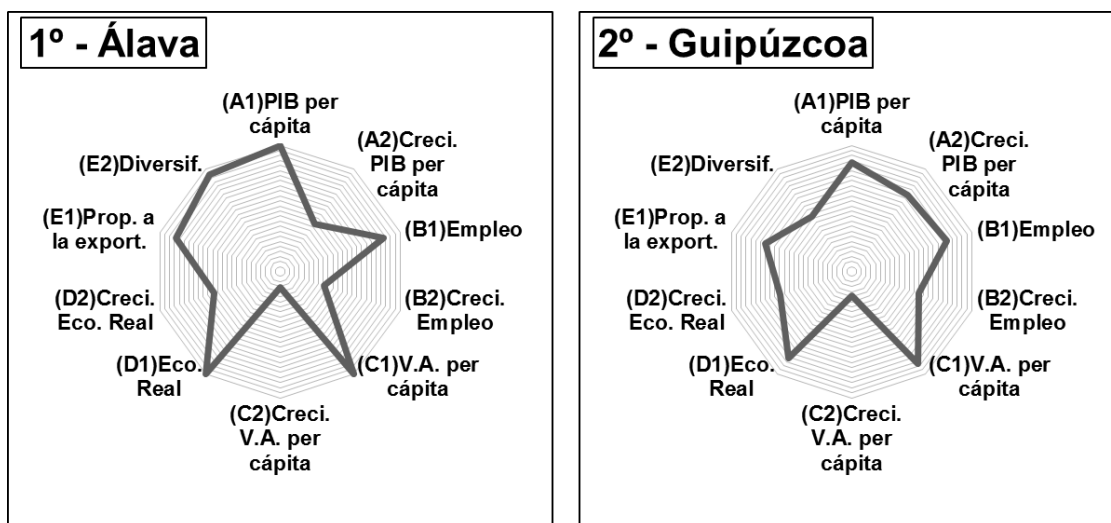 1º - Álava
(A1)PIB per
cápita
(A2)Creci.
PIB per
cápita
(B1)Empleo
(B2)Creci.
Empleo
(C1)V.A. per
cápita
(C2)Creci.
V.A. per
cápita
(D1)Eco.
Real
(D2)Creci.
Eco. Real
(E1)Prop. a
la export.
(E2)Diversif.
2º - Guipúzcoa
(A1)PIB per
cápita
(A2)Creci.
PIB per
cápita
(B1)Empleo
(B2)Creci.
Empleo
(C1)V.A. per
cápita
(C2)Creci.
V.A. per
cápita
(D1)Eco.
Real
(D2)Creci.
Eco. Real
(E1)Prop. a
la export.
(E2)Diversif.